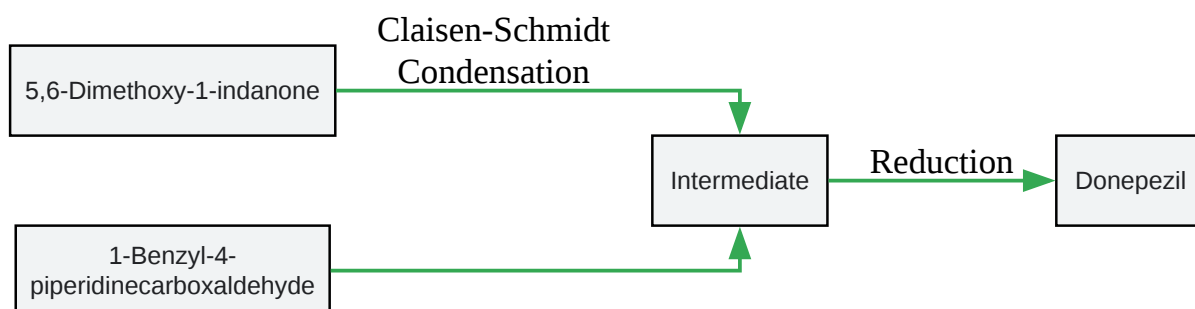 Claisen-Schmidt
Condensation
5,6-Dimethoxy-1-indanone
Intermediate
Reduction
Donepezil
1-Benzyl-4-
piperidinecarboxaldehyde